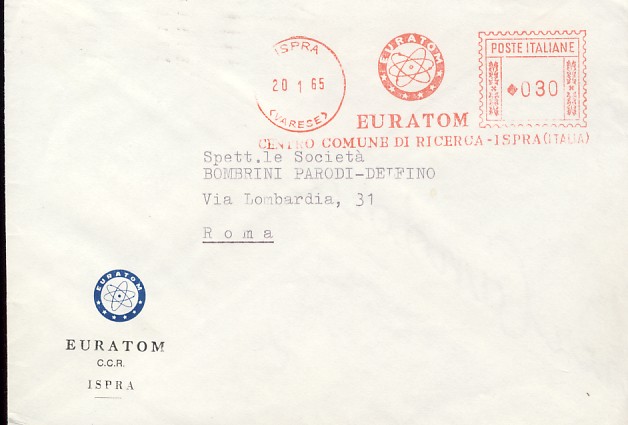 ISPRA
20 1 65
(VARESE)
EURATOM
POSTE ITALIANE
030
EURATOM
CENTRO COMUNE DI RICERCA-ISPRA (ITALIA)
Spett.le Società
BOMBRINI PARODI-DELFINO
Via Lombardia, 31
Roma
EURATOM
EURATOM
C.C.R.
ISPRA